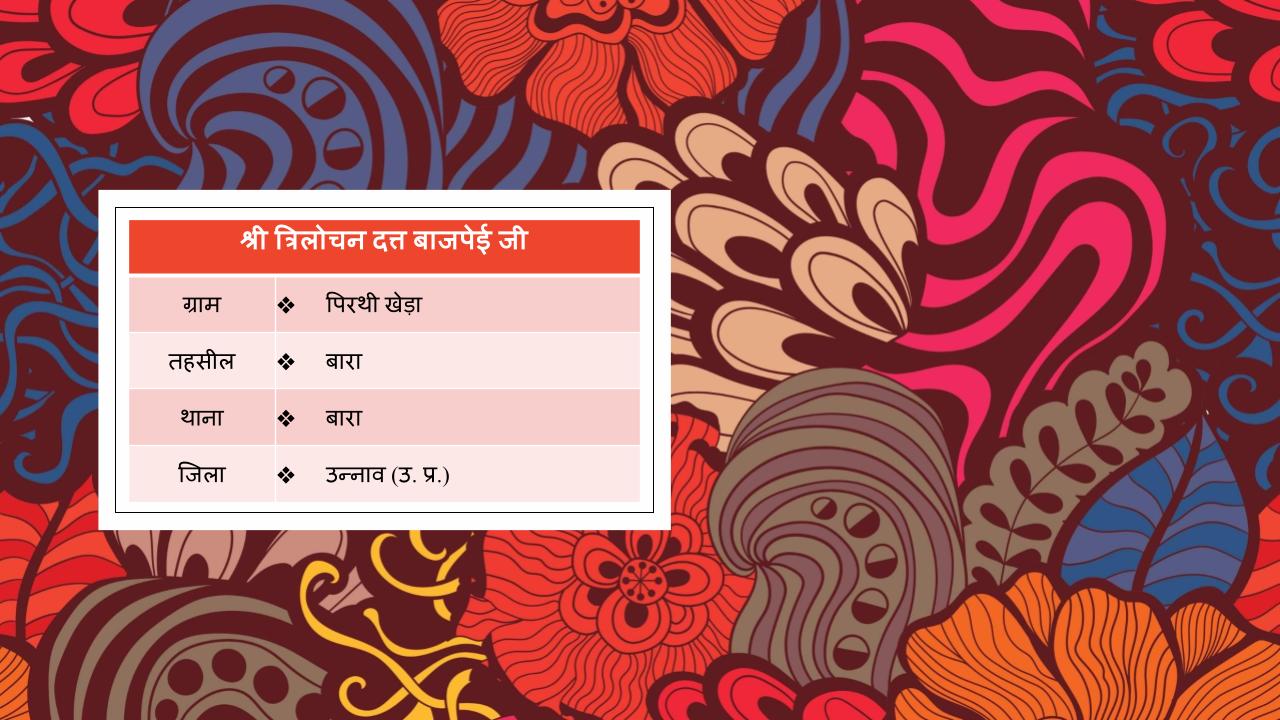 श्री त्रिलोचन दत्त बाजपेई जी
ग्राम ❖ पिरथी खेड़ा
तहसील ❖ बारा
थाना ❖ बारा
जिला ❖ उन्नाव (उ. प्र.)